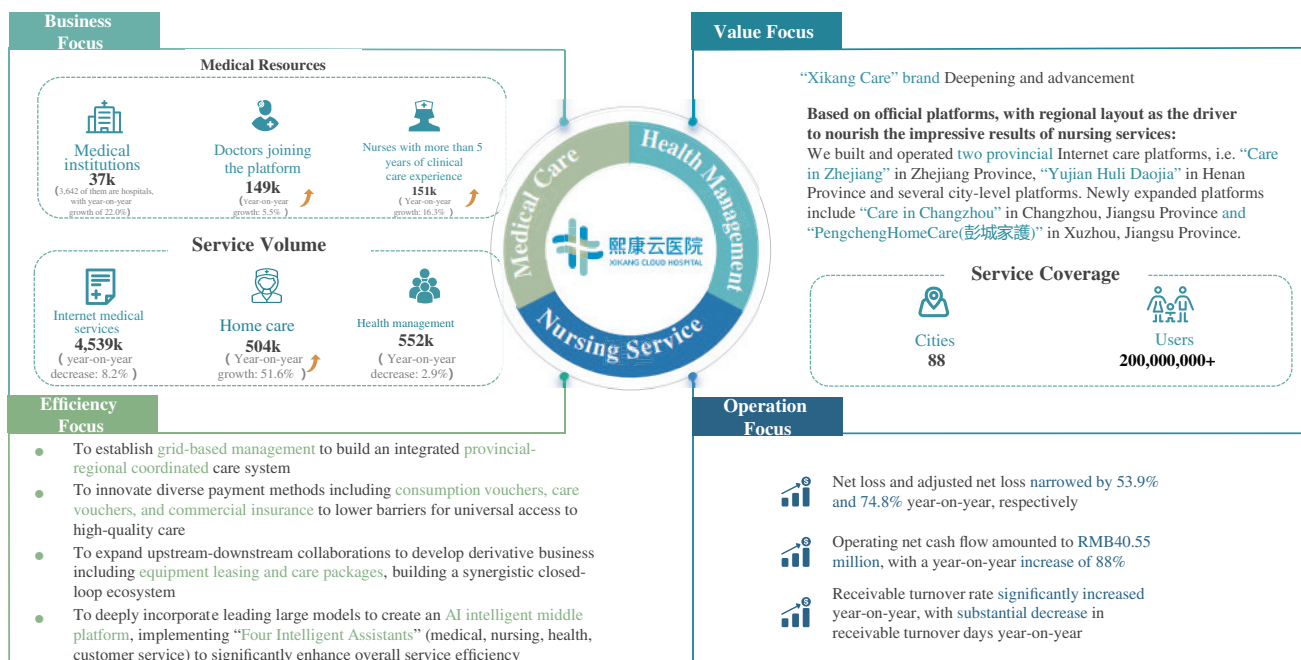 Business
Focus
Medical Resources
Medical
institutions
37k
(3,642 of them are hospitals,
with year-on-year
growth of 22.0%)
Doctors joining
the platform
149k
(Year-on-year
growth: 5.5% )
Nurses with more than 5
years of clinical
care experience
151k
( Year-on-year
growth: 16.3% )
Service Volume
Internet medical
services
4,539k
( year-on-year
decrease: 8.2% )
Home care
504k
( Year-on-year
growth: 51.6% )
Health management
552k
( Year-on-year
decrease: 2.9% )
Medical Care
Health Management
Nursing Service
熙康云医院
XIKANG CLOUD HOSPITAL
Value Focus
“Xikang Care” brand Deepening and advancement
Based on official platforms, with regional layout as the driver
to nourish the impressive results of nursing services:
We built and operated two provincial Internet care platforms, i.e. “Care
in Zhejiang” in Zhejiang Province, “Yujian Huli Daojia” in Henan
Province and several city-level platforms. Newly expanded platforms
include “Care in Changzhou” in Changzhou, Jiangsu Province and
“PengchengHomeCare(彭城家護)” in Xuzhou, Jiangsu Province.
Service Coverage
Cities
88
Users
200,000,000+
Efficiency
Focus
To establish grid-based management to build an integrated provincial-
regional coordinated care system
To innovate diverse payment methods including consumption vouchers, care
vouchers, and commercial insurance to lower barriers for universal access to
high-quality care
To expand upstream-downstream collaborations to develop derivative business
including equipment leasing and care packages, building a synergistic closed-
loop ecosystem
To deeply incorporate leading large models to create an AI intelligent middle
platform, implementing “Four Intelligent Assistants” (medical, nursing, health,
customer service) to significantly enhance overall service efficiency
Operation
Focus
Net loss and adjusted net loss narrowed by 53.9%
and 74.8% year-on-year, respectively
Operating net cash flow amounted to RMB40.55
million, with a year-on-year increase of 88%
Receivable turnover rate significantly increased
year-on-year, with substantial decrease in
receivable turnover days year-on-year